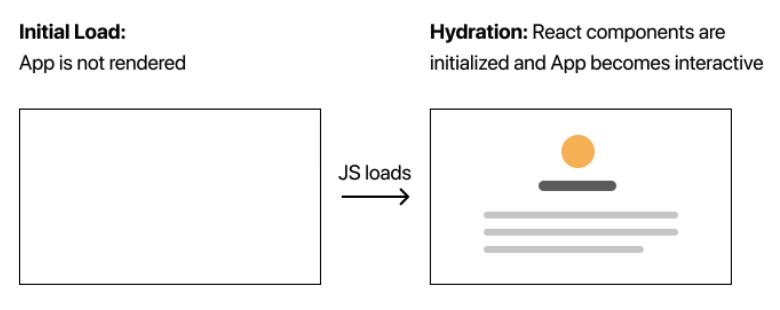 Initial Load:
App is not rendered
Hydration: React components are
initialized and App becomes interactive
JS loads